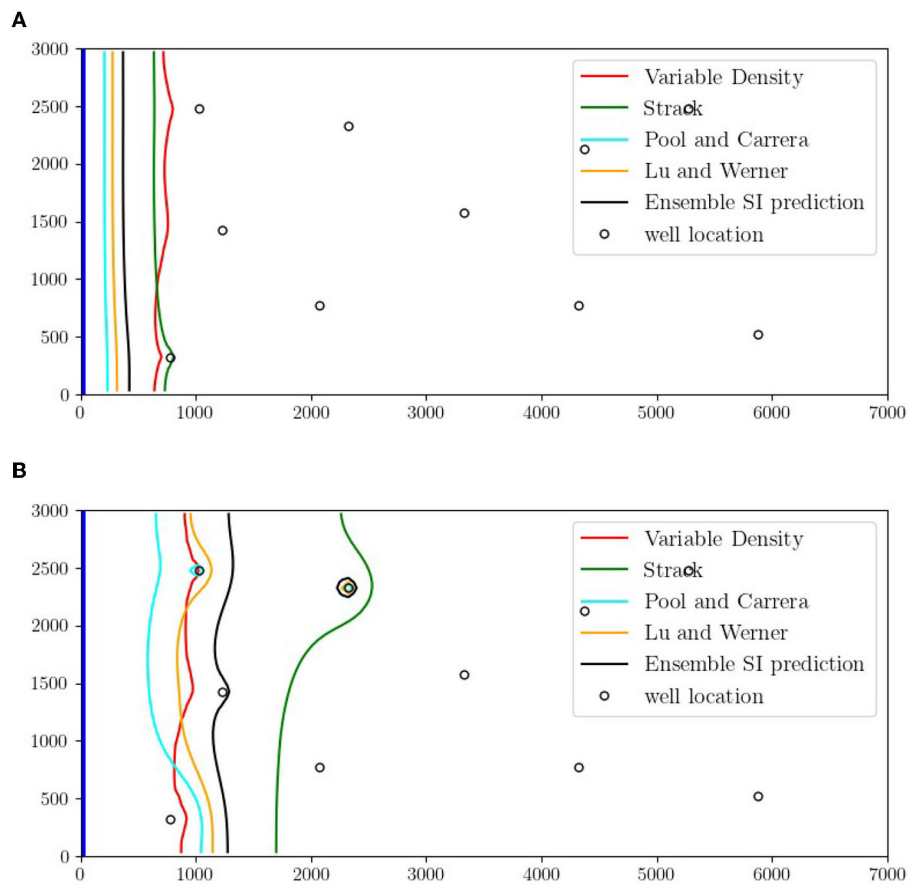 A
3000
2500
2000
1500
1000
500
0
Variable Density
Strack
Pool and Carrera
Lu and Werner
Ensemble SI prediction
well location
0 1000 2000 3000 4000 5000 6000 7000
B
3000
2500
2000
1500
1000
500
0
Variable Density
Strack
Pool and Carrera
Lu and Werner
Ensemble SI prediction
well location
0 1000 2000 3000 4000 5000 6000 7000